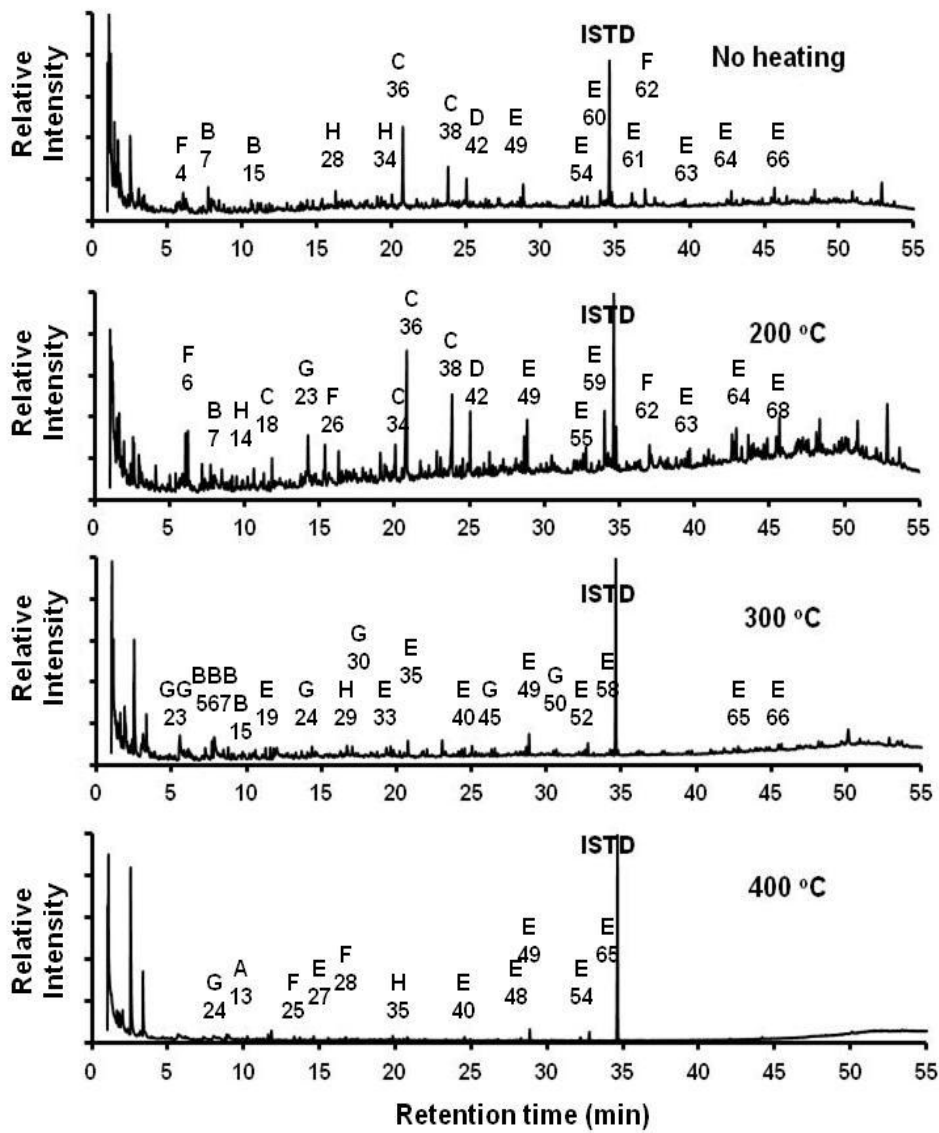 Relative
Intensity
ISTD
No heating
C
36
F
62
E
60
C
38
D
42
E
49
B
7
F
4
B
15
H
28
H
34
E
54
E
61
E
63
E
64
E
66
0 5 10 15 20 25 30 35 40 45 50 55
Relative
Intensity
ISTD
200 °C
C
36
F
6
G
23
C
38
D
42
E
49
E
59
E
64
C
18
F
26
F
62
E
68
B
7
H
14
C
34
E
55
E
63
0 5 10 15 20 25 30 35 40 45 50 55
Relative
Intensity
ISTD
300 °C
G
30
E
35
G G
23
B B B
5 6 7
B
15
E
19
G
24
H
29
E
33
E
40
G
45
E
49
G
50
E
52
E
58
E
65
E
66
0 5 10 15 20 25 30 35 40 45 50 55
Relative
Intensity
ISTD
400 °C
E
49
E
65
G
24
A
13
F
25
E
27
F
28
H
35
E
40
E
48
E
54
0 5 10 15 20 25 30 35 40 45 50 55
Retention time (min)